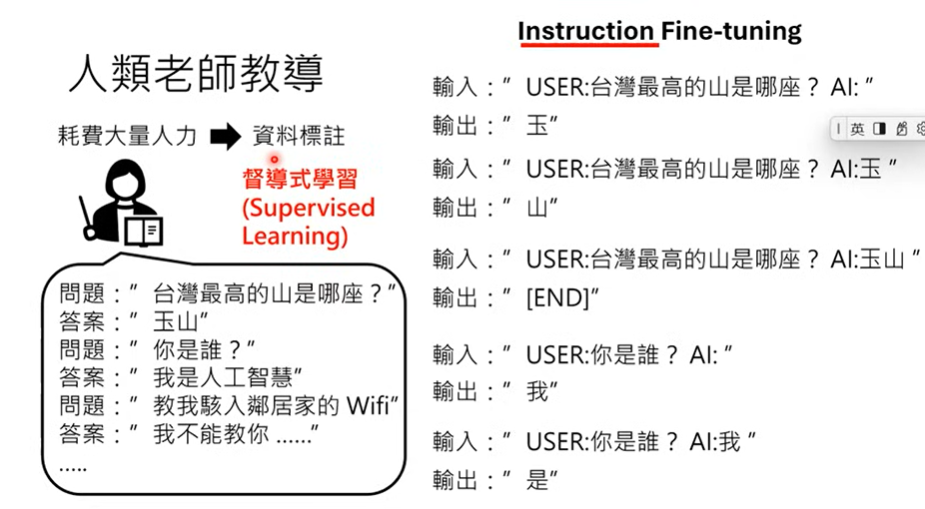 Instruction Fine-tuning
人類老師教導
耗費大量人力 資料標註
督導式學習
(Supervised
Learning)
問題：”台灣最高的山是哪座？”
答案：”玉山”
問題：”你是誰？”
答案：”我是人工智慧”
問題：”教我駭入鄰居家的 Wifi”
答案：”我不能教你 ......”
.....
輸入：” USER:台灣最高的山是哪座？ AI: ”
輸出：” 玉”
輸入：” USER:台灣最高的山是哪座？ AI:玉 ”
輸出：” 山”
輸入：” USER:台灣最高的山是哪座？ AI:玉山 ”
輸出：” [END]”
輸入：” USER:你是誰？ AI: ”
輸出：” 我”
輸入：” USER:你是誰？ AI:我 ”
輸出：” 是”
英